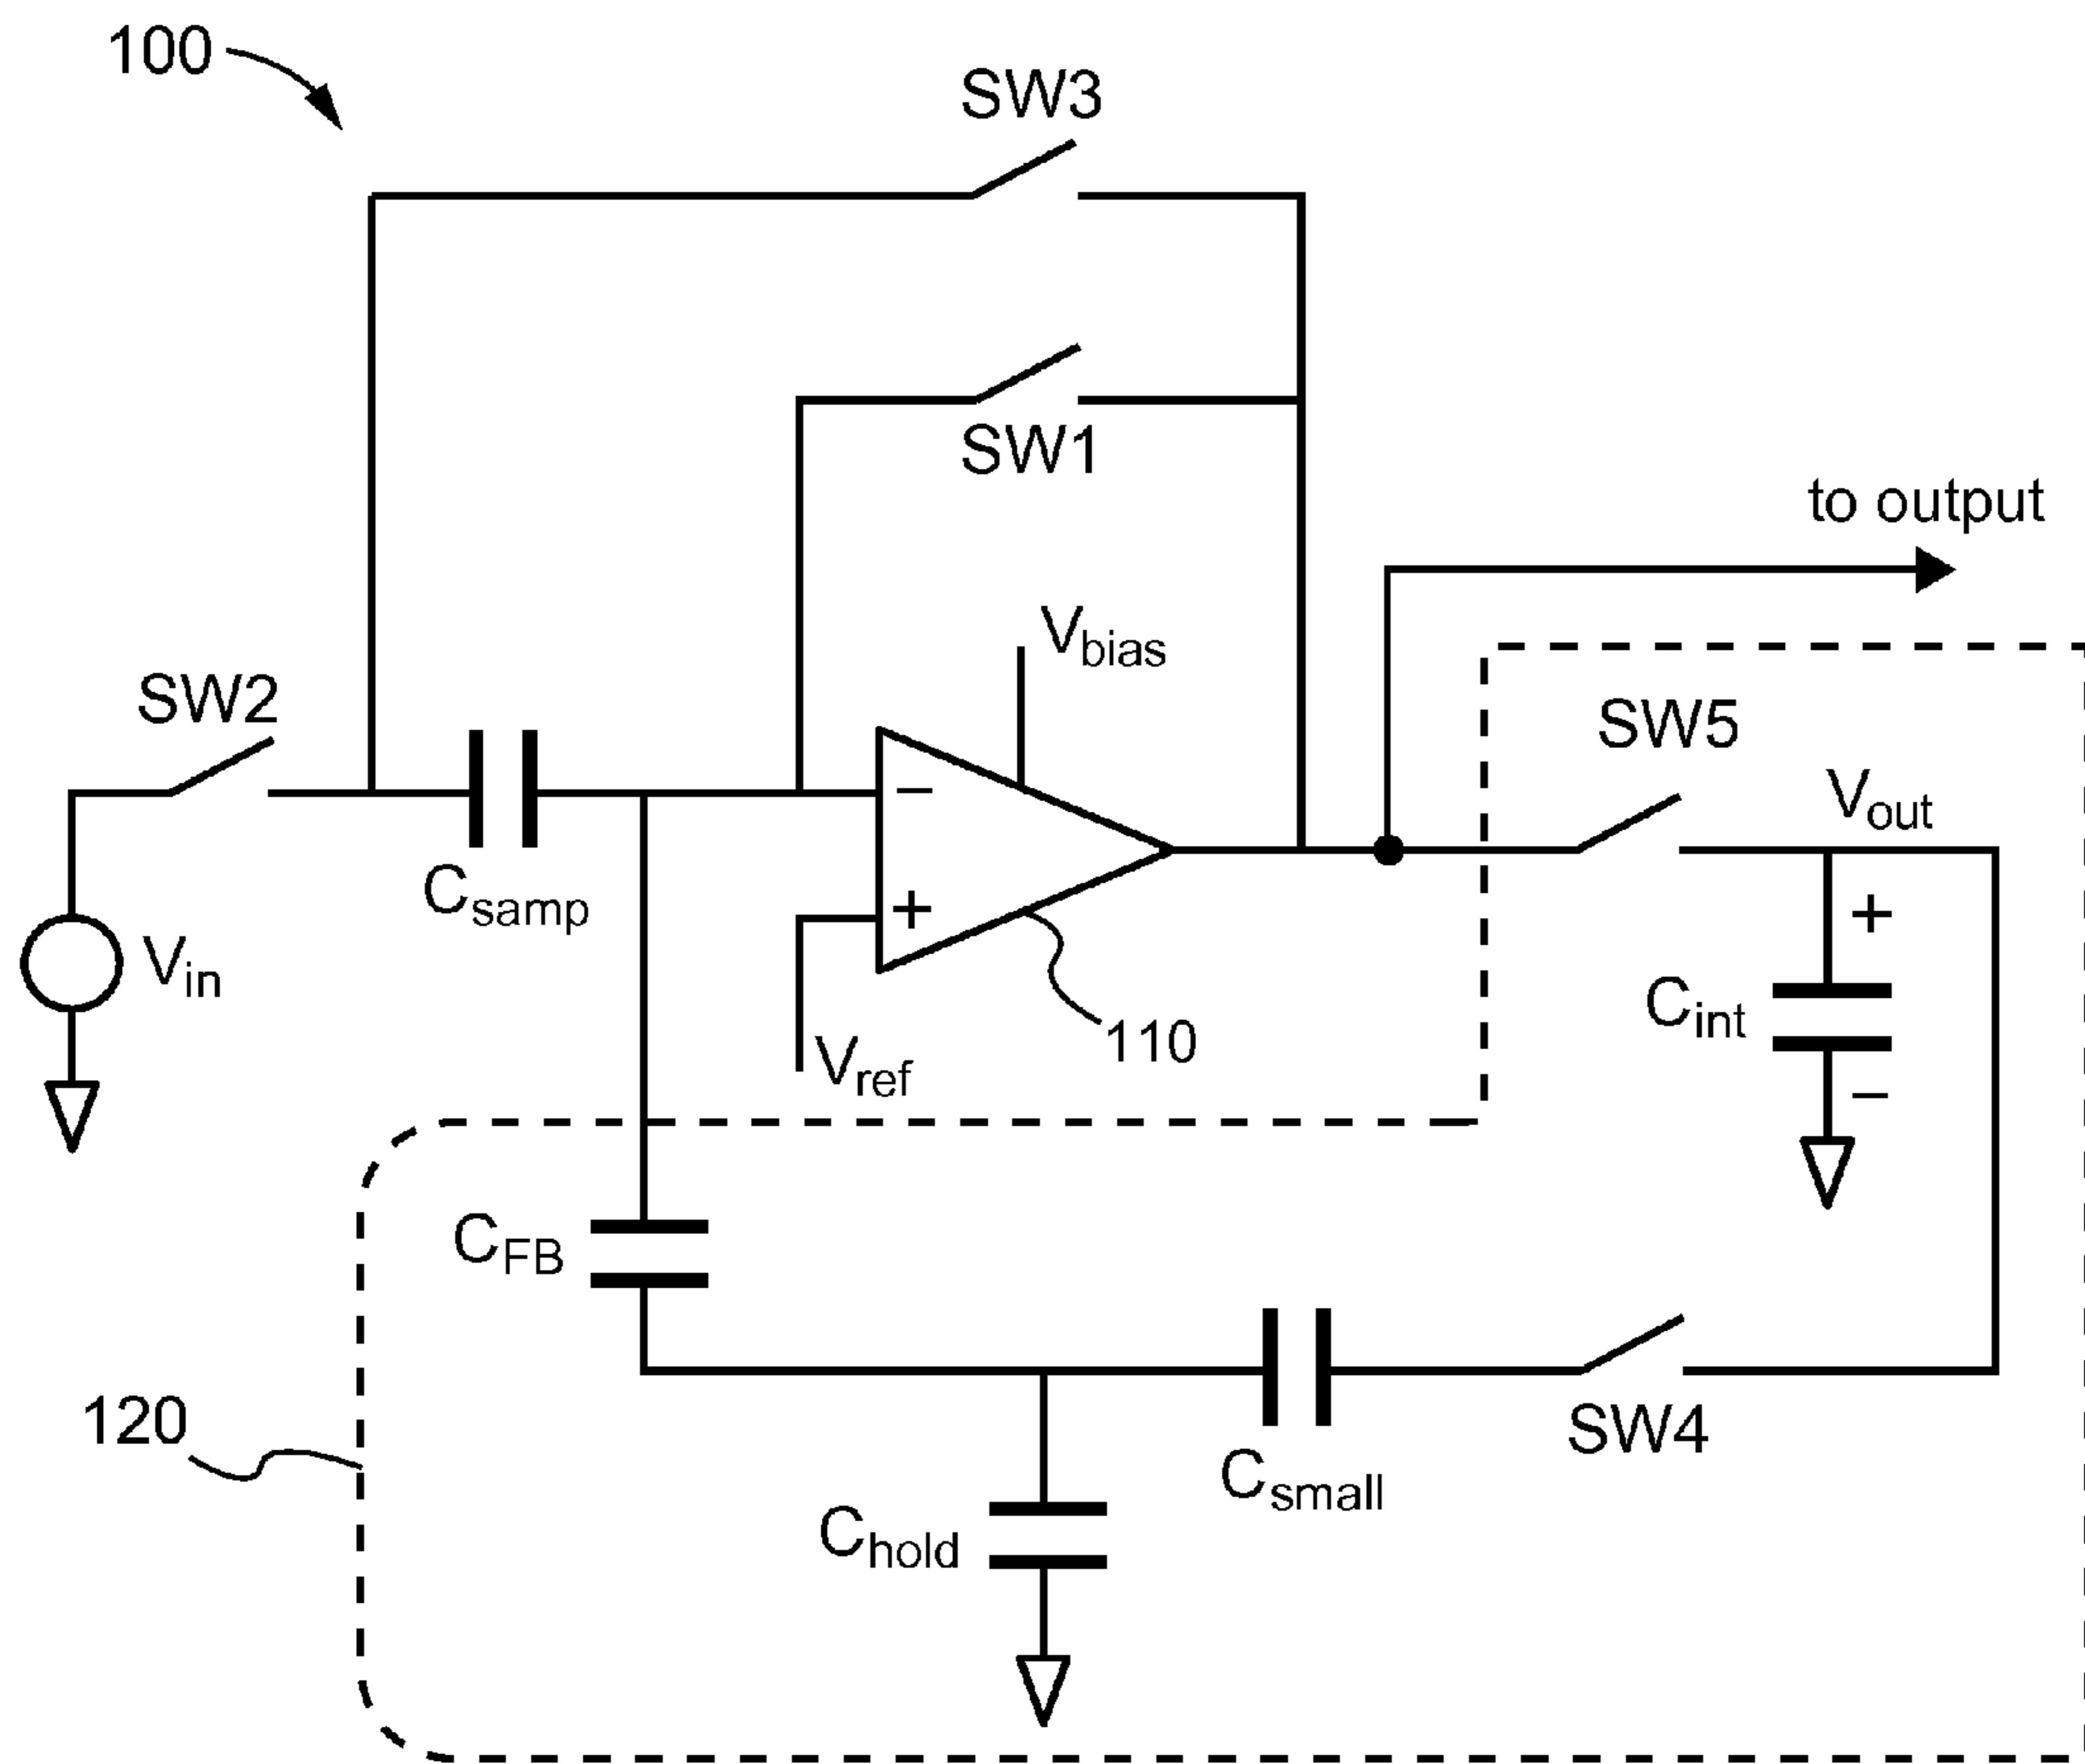 100
SW3
SW1
to output
Vbias
SW2
SW5
Vout
−
+
Csamp
+
Vin
Cint
110
Vref
−
CFB
120
SW4
Csmall
Chold